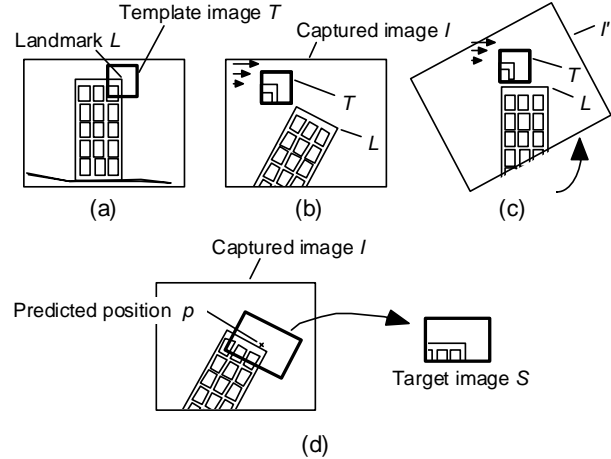 Template image T
Landmark L
(a)
Captured image I
T
L
(b)
I'
T
L
(c)
Captured image I
Predicted position p
Target image S
(d)